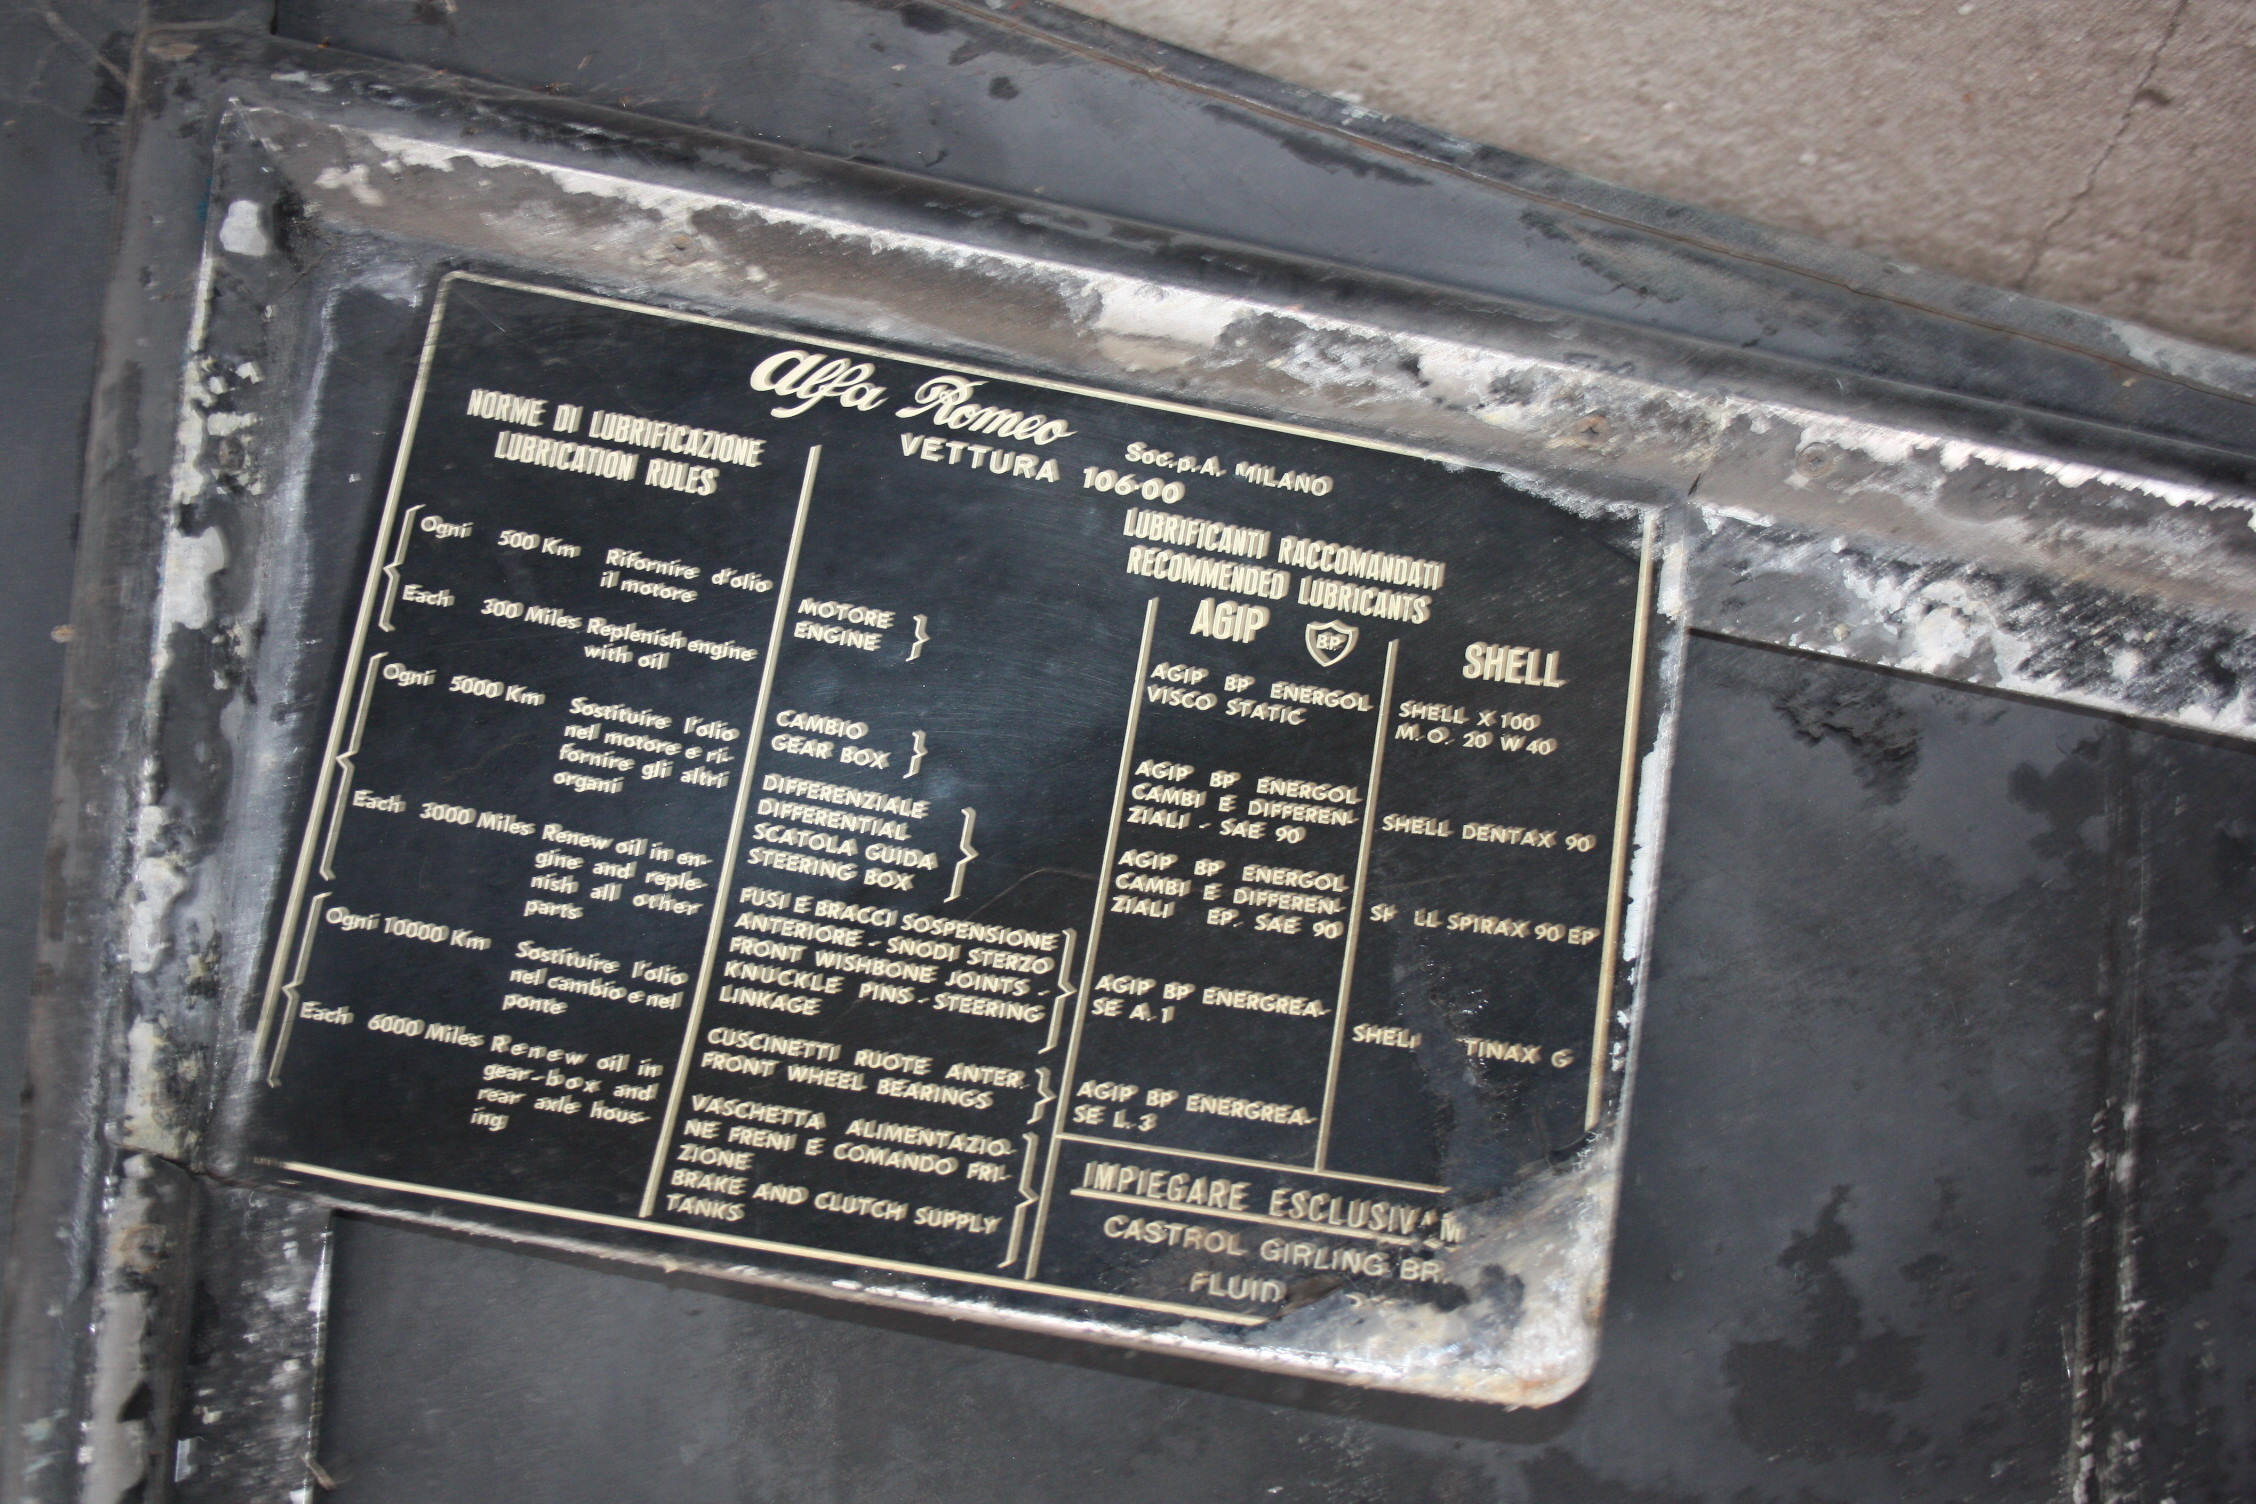 Alfa Romeo
Soc.p.A. MILANO
VETTURA 106·00
NORME DI LUBRIFICAZIONE
LUBRICATION RULES
Ogni 500 Km Rifornire d'olio
il motore
Each 300 Miles Replenish engine
with oil
Ogni 5000 Km Sostituire l'olio
nel motore e ri-
fornire gli altri
organi
Each 3000 Miles Renew oil in en-
gine and reple-
nish all other
parts
Ogni 10000 Km Sostituire l'olio
nel cambio e nel
ponte
Each 6000 Miles Renew oil in
gear-box and
rear axle hous-
ing
MOTORE
ENGINE
CAMBIO
GEAR BOX
DIFFERENZIALE
DIFFERENTIAL
SCATOLA GUIDA
STEERING BOX
FUSI E BRACCI SOSPENSIONE
ANTERIORE - SNODI STERZO
FRONT WISHBONE JOINTS -
KNUCKLE PINS - STEERING
LINKAGE
CUSCINETTI RUOTE ANTER.
FRONT WHEEL BEARINGS
VASCHETTA ALIMENTAZIO-
NE FRENI E COMANDO FRI-
ZIONE
BRAKE AND CLUTCH SUPPLY
TANKS
LUBRIFICANTI RACCOMANDATI
RECOMMENDED LUBRICANTS
AGIP BP
AGIP BP ENERGOL
VISCO STATIC
AGIP BP ENERGOL
CAMBI E DIFFEREN-
ZIALI - SAE 90
AGIP BP ENERGOL
CAMBI E DIFFEREN-
ZIALI EP. SAE 90
AGIP BP ENERGREA-
SE A. 1
AGIP BP ENERGREA-
SE L. 3
SHELL
SHELL X 100
M. O. 20 W 40
SHELL DENTAX 90
LL SPIRAX 90 EP
SHELL TINAX G
IMPIEGARE
CASTROL GIRLING
FLUID